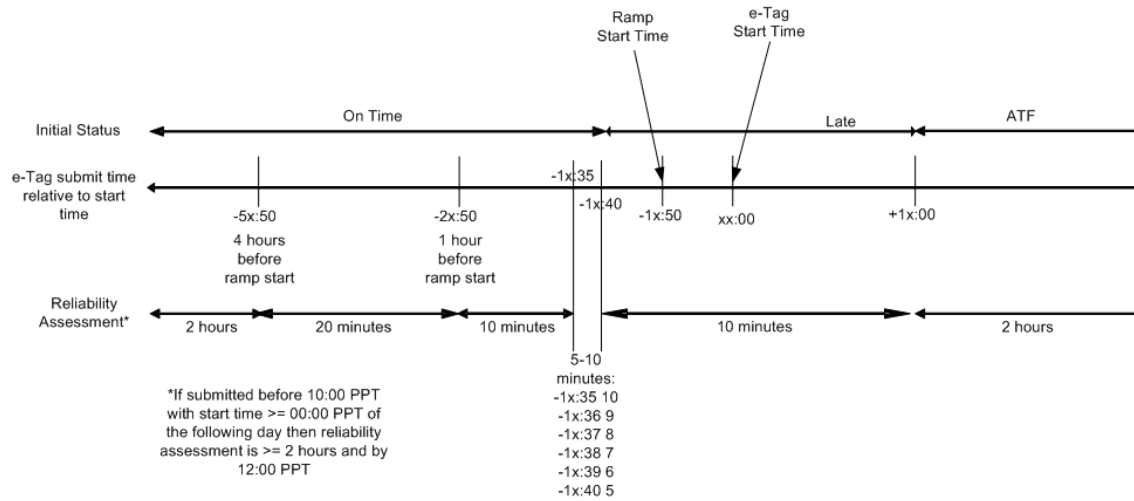 Ramp
Start Time
e-Tag
Start Time
Initial Status
On Time
Late
ATF
e-Tag submit time
relative to start
time
-1x:35
-1x:40
-5x:50
-2x:50
-1x:50
xx:00
+1x:00
4 hours
before
ramp start
1 hour
before
ramp start
Reliability
Assessment*
2 hours
20 minutes
10 minutes
10 minutes
2 hours
5-10
minutes:
-1x:35 10
-1x:36 9
-1x:37 8
-1x:38 7
-1x:39 6
-1x:40 5
*If submitted before 10:00 PPT
with start time >= 00:00 PPT of
the following day then reliability
assessment is >= 2 hours and by
12:00 PPT